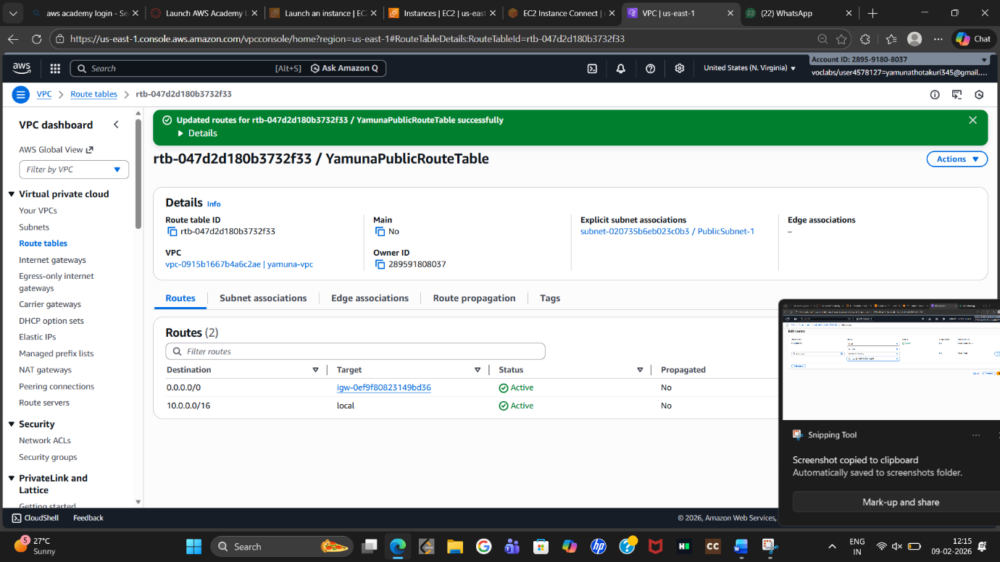 aws academy login - Se
Launch AWS Academy L
Launch an instance | EC2
Instances | EC2 | us-east
EC2 Instance Connect |
VPC | us-east-1
(22) WhatsApp
https://us-east-1.console.aws.amazon.com/vpcconsole/home?region=us-east-1#RouteTableDetails:RouteTableId=rtb-047d2d180b3732f33
Chat
aws
Search
[Alt+S]
Ask Amazon Q
United States (N. Virginia)
Account ID: 2895-9180-8037
voclabs/user4578127=yamunathotakuri345@gmail....
VPC
Route tables
rtb-047d2d180b3732f33
VPC dashboard
AWS Global View
Filter by VPC
Virtual private cloud
Your VPCs
Subnets
Route tables
Internet gateways
Egress-only internet
gateways
Carrier gateways
DHCP option sets
Elastic IPs
Managed prefix lists
NAT gateways
Peering connections
Route servers
Security
Network ACLs
Security groups
PrivateLink and
Lattice
Getting started
Updated routes for rtb-047d2d180b3732f33 / YamunaPublicRouteTable successfully
Details
rtb-047d2d180b3732f33 / YamunaPublicRouteTable
Actions
Details
Info
Route table ID
rtb-047d2d180b3732f33
Main
No
Explicit subnet associations
subnet-020735b6eb023c0b3 / PublicSubnet-1
Edge associations
–
VPC
vpc-0915b1667b4a6c2ae | yamuna-vpc
Owner ID
289591808037
Routes
Subnet associations
Edge associations
Route propagation
Tags
Routes (2)
Filter routes
Destination
Target
Status
Propagated
0.0.0.0/0
igw-0ef9f80823149bd36
Active
No
10.0.0.0/16
local
Active
No
Edit routes
Snipping Tool
Screenshot copied to clipboard
Automatically saved to screenshots folder.
Mark-up and share
CloudShell
Feedback
© 2026, Amazon Web Services,
5
27°C
Sunny
Search
ENG
IN
12:15
09-02-2026